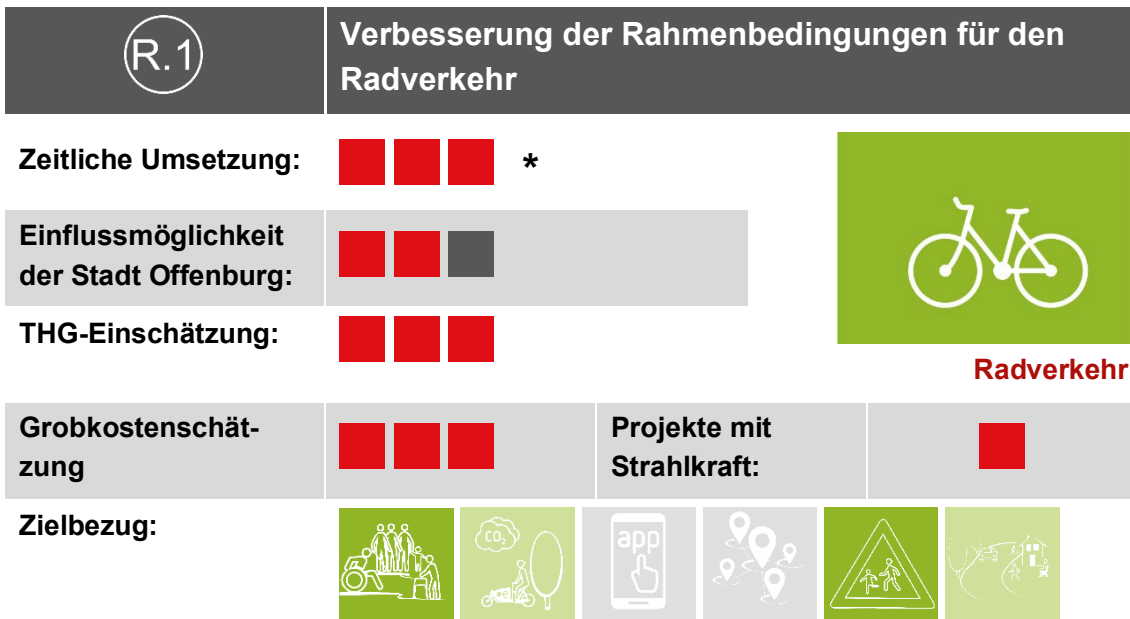 R.1
Verbesserung der Rahmenbedingungen für den
Radverkehr
Zeitliche Umsetzung:
*
Einflussmöglichkeit
der Stadt Offenburg:
THG-Einschätzung:
Radverkehr
Grobkostenschät-
zung
Projekte mit
Strahlkraft:
Zielbezug:
CO₂
app